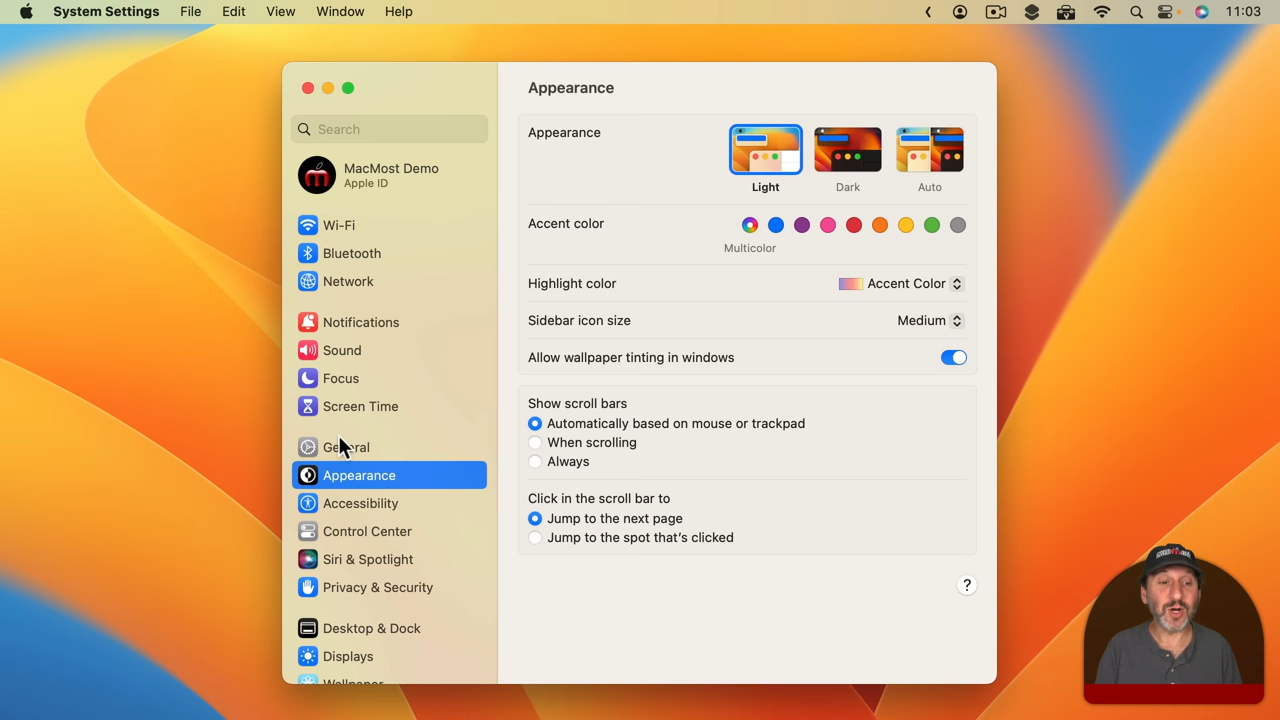 System Settings File Edit View Window Help 11:03
Appearance
Search
MacMost Demo
Apple ID
Wi-Fi
Bluetooth
Network
Notifications
Sound
Focus
Screen Time
General
Appearance
Accessibility
Control Center
Siri & Spotlight
Privacy & Security
Desktop & Dock
Displays
Wallpaper
Appearance
Light Dark Auto
Accent color
Multicolor
Highlight color Accent Color
Sidebar icon size Medium
Allow wallpaper tinting in windows
Show scroll bars
Automatically based on mouse or trackpad
When scrolling
Always
Click in the scroll bar to
Jump to the next page
Jump to the spot that's clicked
?